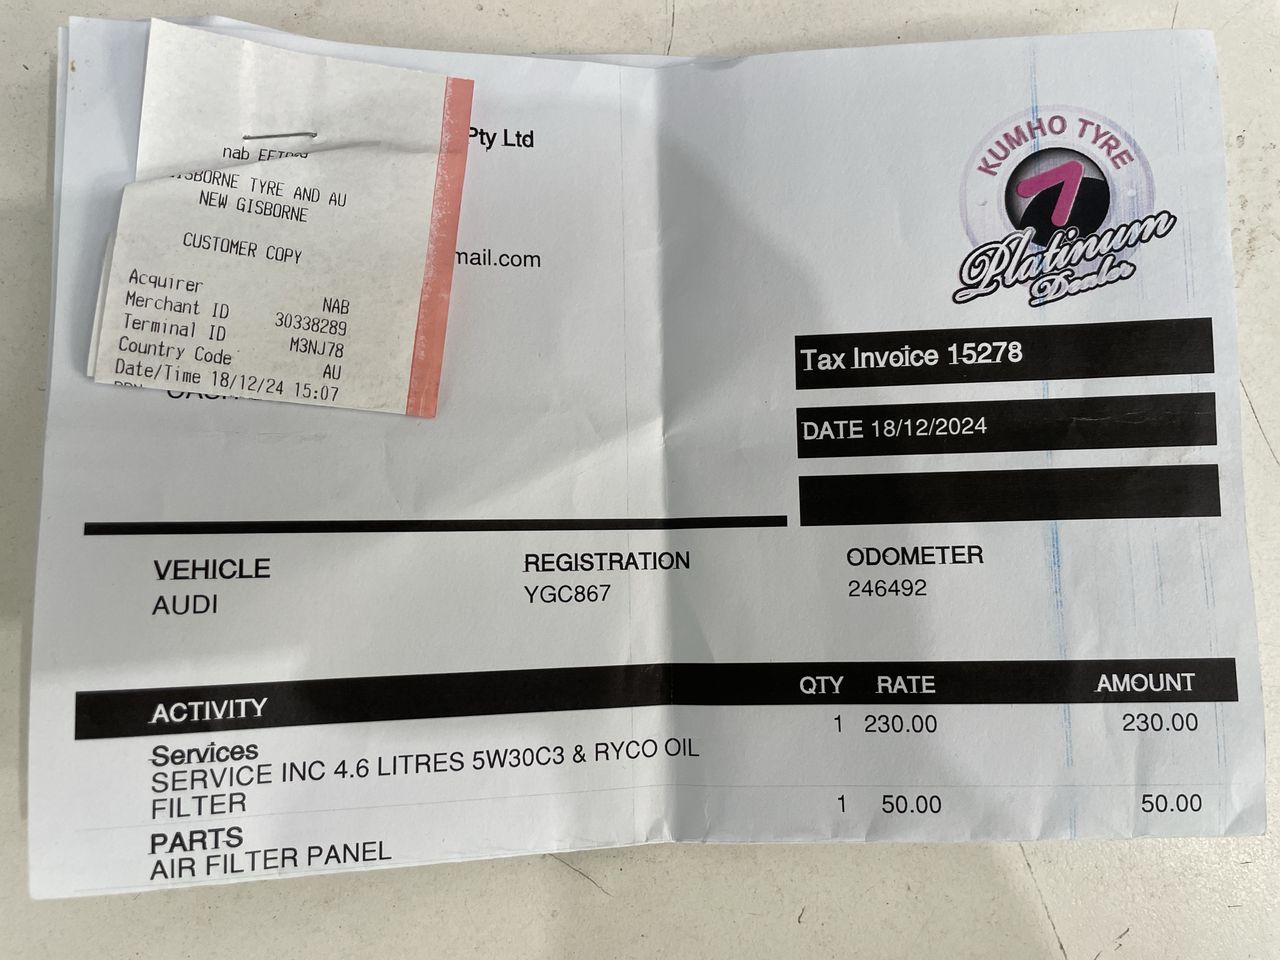 nab
GISBORNE TYRE AND AU
NEW GISBORNE
CUSTOMER COPY
Acquirer NAB
Merchant ID 30338289
Terminal ID M3NJ78
Country Code AU
Date/Time 18/12/24 15:07
Pty Ltd
mail.com
KUMHO TYRE
Platinum
Dealer
Tax Invoice 15278
DATE 18/12/2024
VEHICLE REGISTRATION ODOMETER
AUDI YGC867 246492
ACTIVITY QTY RATE AMOUNT
Services 1 230.00 230.00
SERVICE INC 4.6 LITRES 5W30C3 & RYCO OIL
FILTER
PARTS 1 50.00 50.00
AIR FILTER PANEL